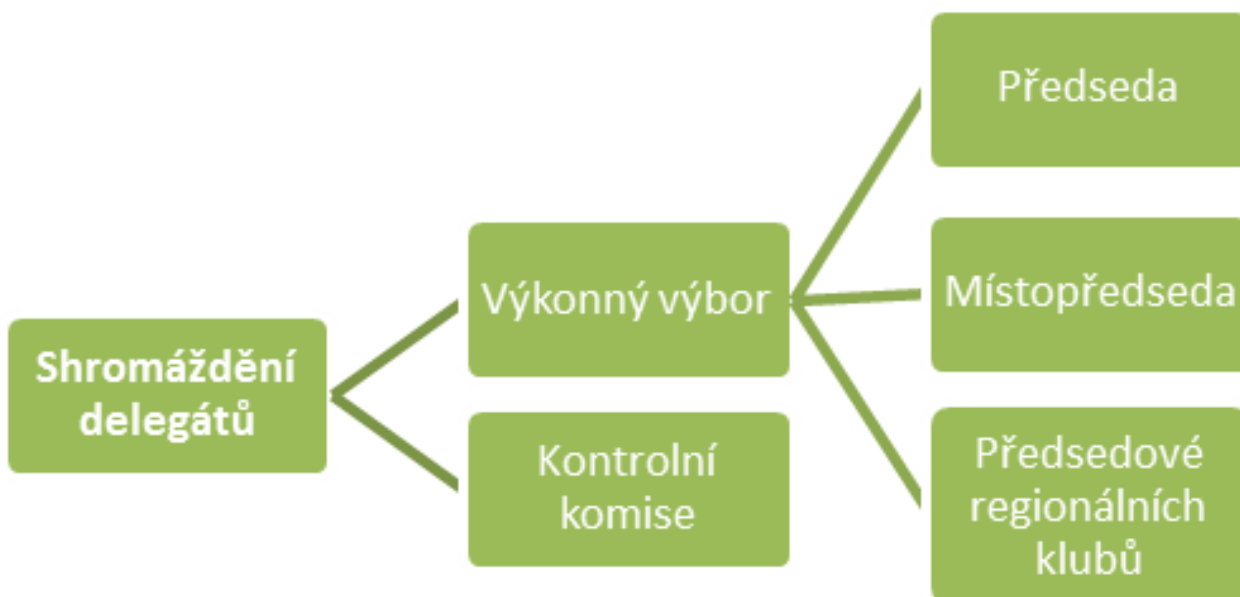 Předseda
Výkonný výbor
Místopředseda
Shromáždění
delegátů
Kontrolní
komise
Předsedové
regionálních
klubů